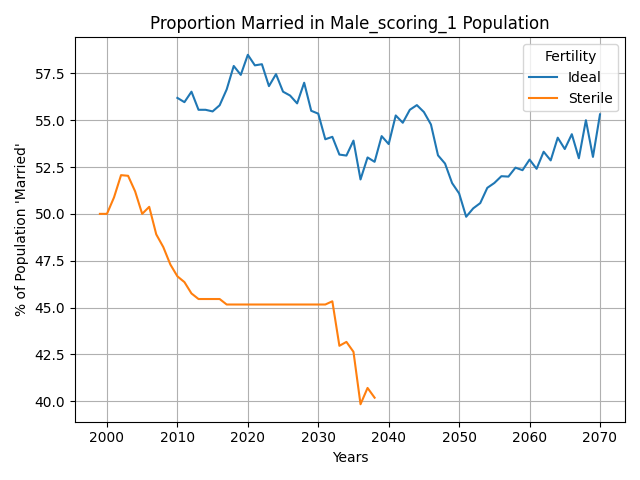 Proportion Married in Male_scoring_1 Population
Fertility
Ideal
Sterile
% of Population 'Married'
57.5
55.0
52.5
50.0
47.5
45.0
42.5
40.0
2000 2010 2020 2030 2040 2050 2060 2070
Years